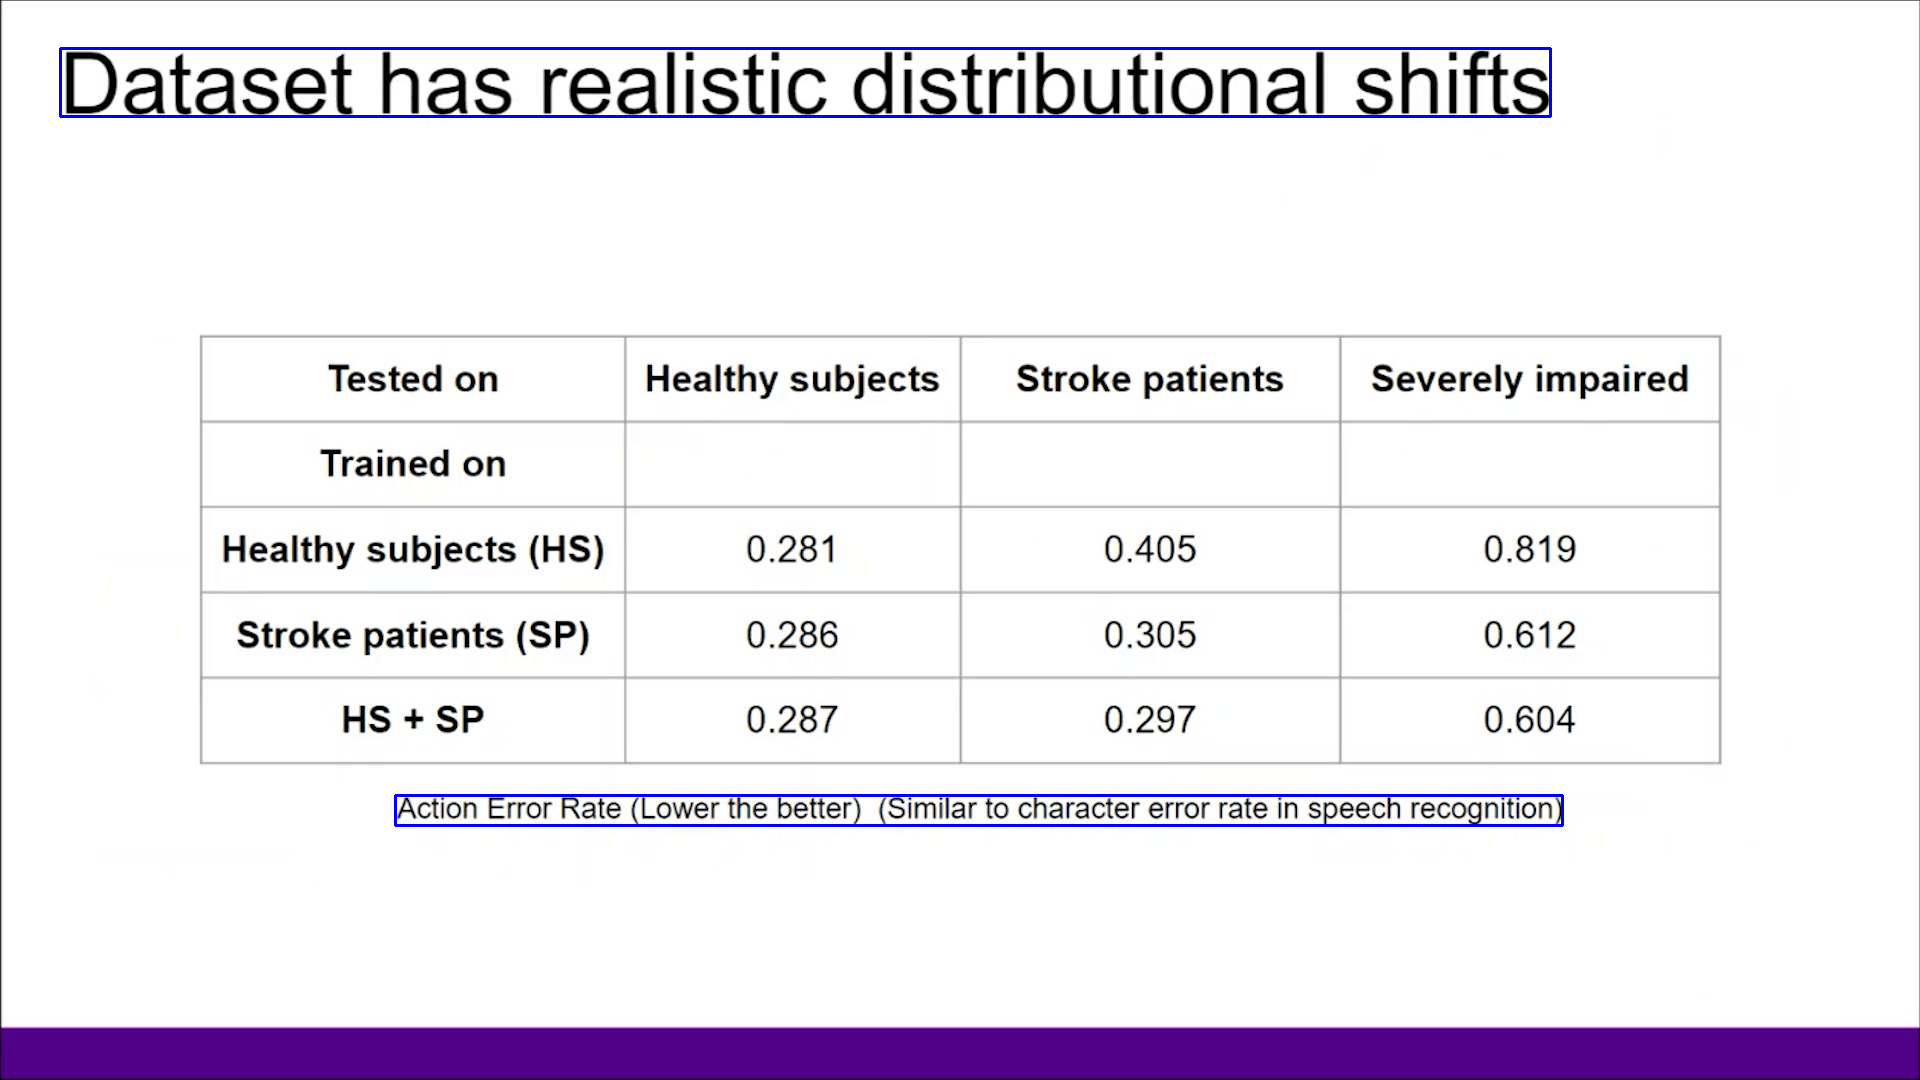 Dataset has realistic distributional shifts
Tested on Healthy subjects Stroke patients Severely impaired
Trained on
Healthy subjects (HS) 0.281 0.405 0.819
Stroke patients (SP) 0.286 0.305 0.612
HS + SP 0.287 0.297 0.604
Action Error Rate (Lower the better)  (Similar to character error rate in speech recognition)